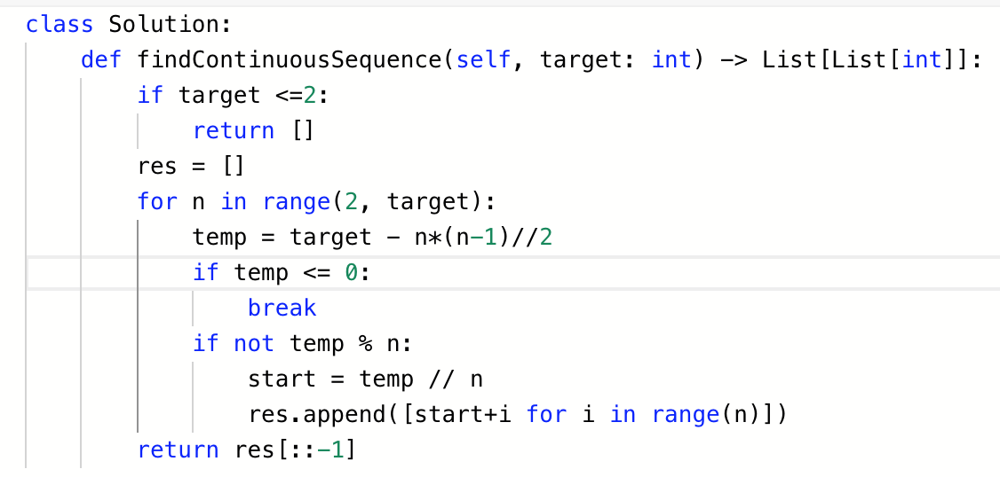 class Solution:
    def findContinuousSequence(self, target: int) -> List[List[int]]:
        if target <=2:
            return []
        res = []
        for n in range(2, target):
            temp = target - n*(n-1)//2
            if temp <= 0:
                break
            if not temp % n:
                start = temp // n
                res.append([start+i for i in range(n)])
        return res[::-1]